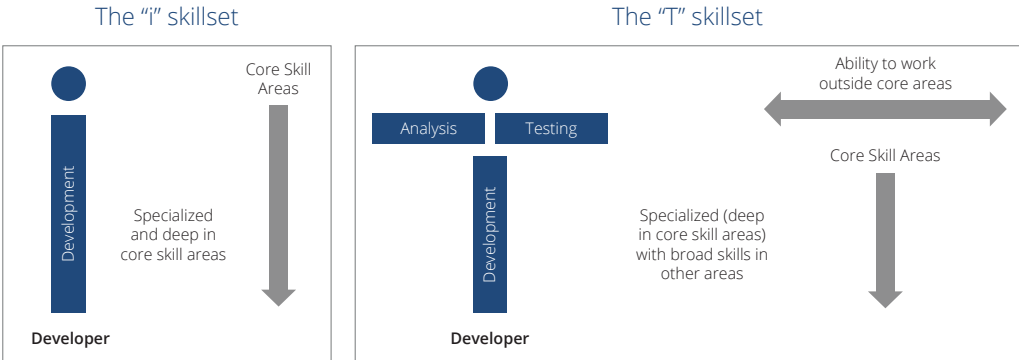 The “i” skillset
Core Skill
Areas
Development
Specialized
and deep in
core skill areas
Developer
The “T” skillset
Ability to work
outside core areas
Analysis
Testing
Core Skill Areas
Development
Specialized (deep
in core skill areas)
with broad skills in
other areas
Developer